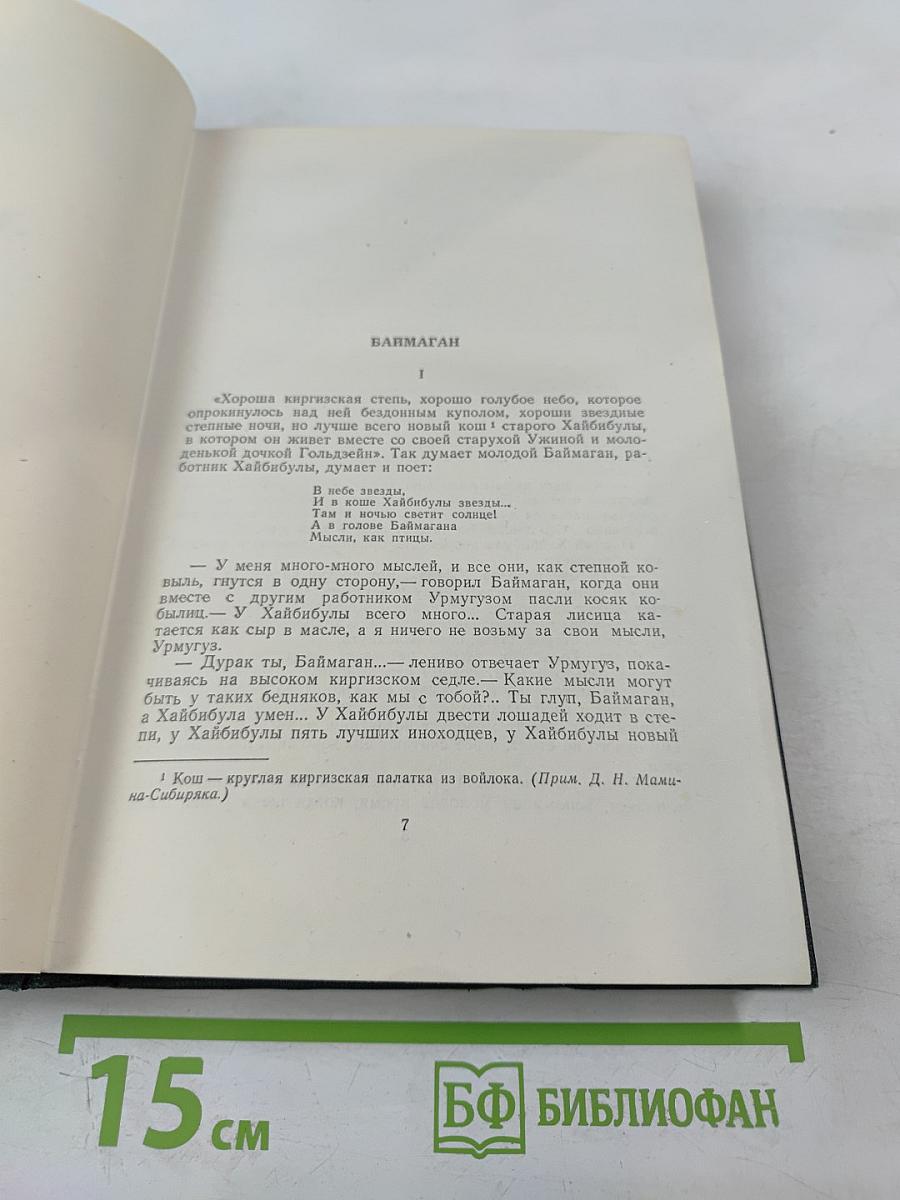 БАЙМАГАН
I
«Хороша киргизская степь, хорошо голубое небо, которое
опрокинулось над ней бездонным куполом, хороши звездные
степные ночи, но лучше всего новый кош ¹ старого Хайбибулы,
в котором он живет вместе со своей старухой Ужиной и моло-
денькой дочкой Гольдзейн». Так думает молодой Баймаган, ра-
ботник Хайбибулы, думает и поет:
В небе звезды,
И в коше Хайбибулы звезды...
Там и ночью светит солнце!
А в голове Баймагана
Мысли, как птицы.
— У меня много-много мыслей, и все они, как степной ко-
выль, гнутся в одну сторону,— говорил Баймаган, когда они
вместе с другим работником Урмугузом пасли косяк ко-
былиц.— У Хайбибулы всего много... Старая лисица ка-
тается как сыр в масле, а я ничего не возьму за свои мысли,
Урмугуз.
— Дурак ты, Баймаган...— лениво отвечает Урмугуз, пока-
чиваясь на высоком киргизском седле.— Какие мысли могут
быть у таких бедняков, как мы с тобой?.. Ты глуп, Баймаган,
а Хайбибула умен... У Хайбибулы двести лошадей ходит в сте-
пи, у Хайбибулы пять лучших иноходцев, у Хайбибулы новый
¹ Кош — круглая киргизская палатка из войлока. (Прим. Д. Н. Мами-
на-Сибиряка.)
7
15 см
БФ БИБЛИОФАН